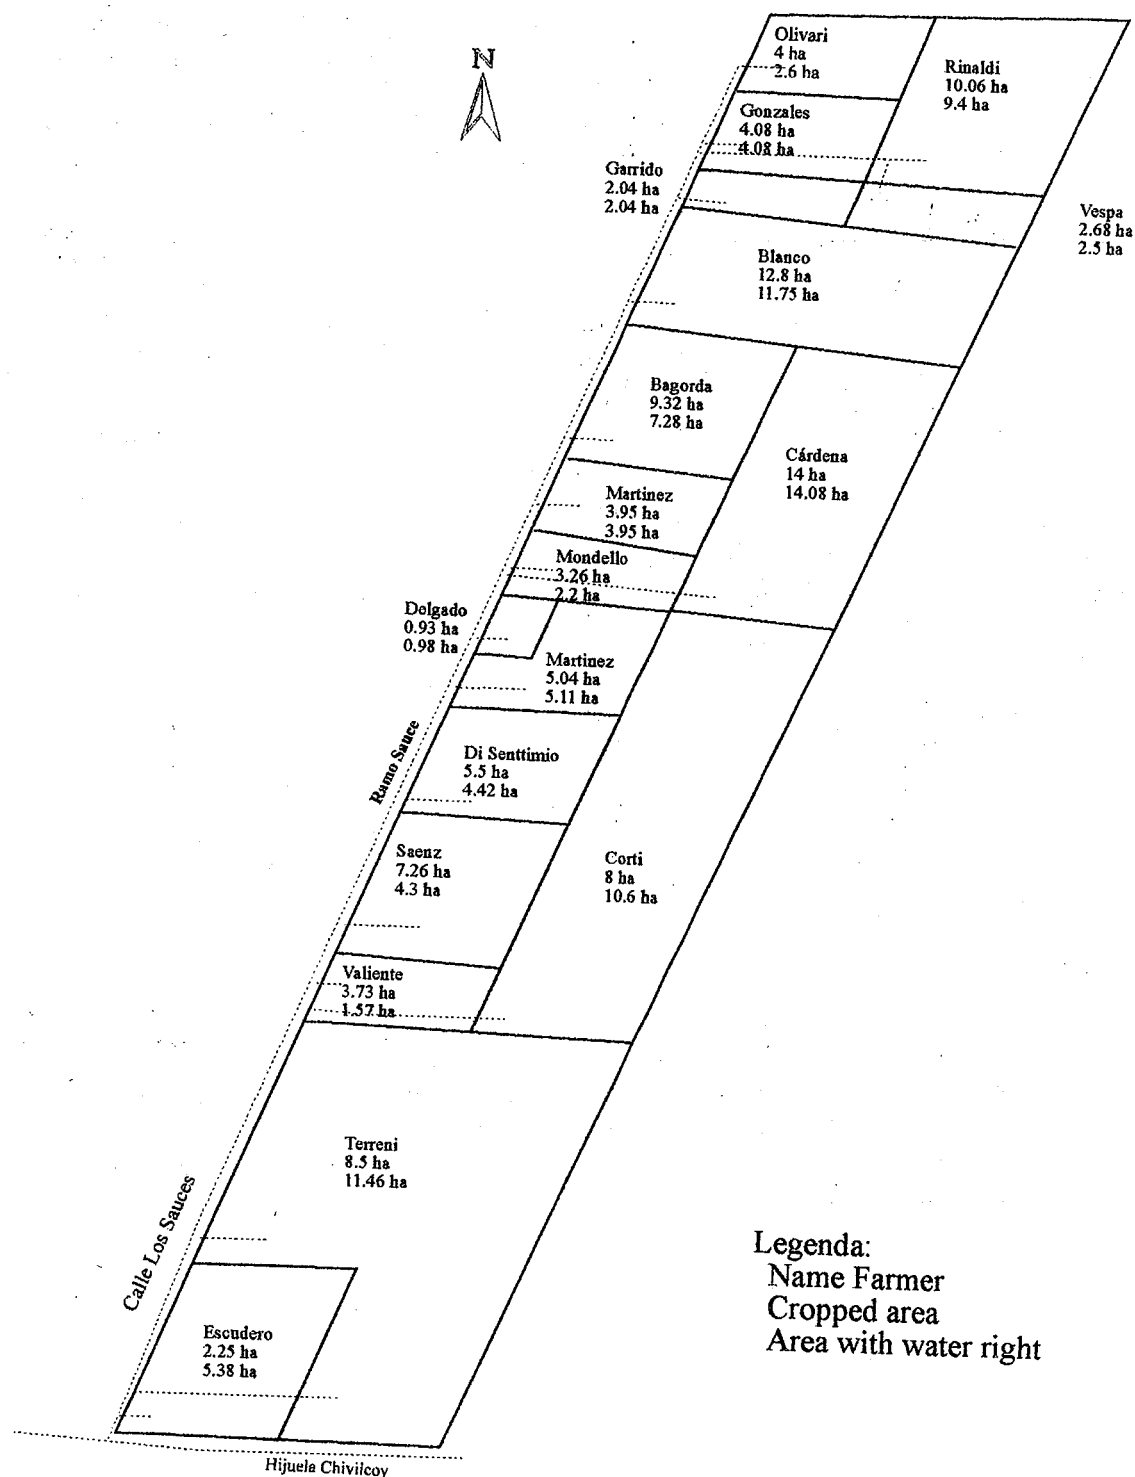 N
Olivari
4 ha
2.6 ha
Rinaldi
10.06 ha
9.4 ha
Gonzales
4.08 ha
4.08 ha
Garrido
2.04 ha
2.04 ha
Vespa
2.68 ha
2.5 ha
Blanco
12.8 ha
11.75 ha
Bagorda
9.32 ha
7.28 ha
Cárdena
14 ha
14.08 ha
Martinez
3.95 ha
3.95 ha
Mondello
3.26 ha
2.2 ha
Delgado
0.93 ha
0.98 ha
Martinez
5.04 ha
5.11 ha
Ramo Sauce
Di Senttimio
5.5 ha
4.42 ha
Saenz
7.26 ha
4.3 ha
Corti
8 ha
10.6 ha
Valiente
3.73 ha
1.57 ha
Terreni
8.5 ha
11.46 ha
Calle Los Sauces
Escudero
2.25 ha
5.38 ha
Legenda:
Name Farmer
Cropped area
Area with water right
Hijuela Chivilcoy